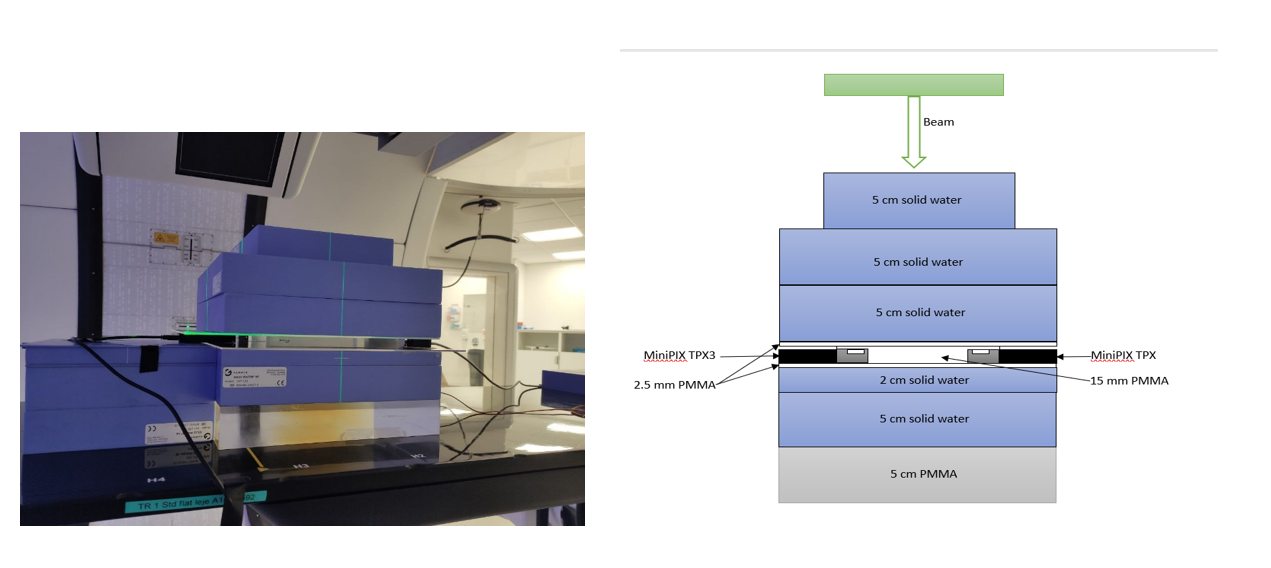 H4
H3
H2
TR 1 Std flat leje A1
Beam
5 cm solid water
5 cm solid water
5 cm solid water
MiniPIX TPX3
MiniPIX TPX
2.5 mm PMMA
2 cm solid water
15 mm PMMA
5 cm solid water
5 cm PMMA